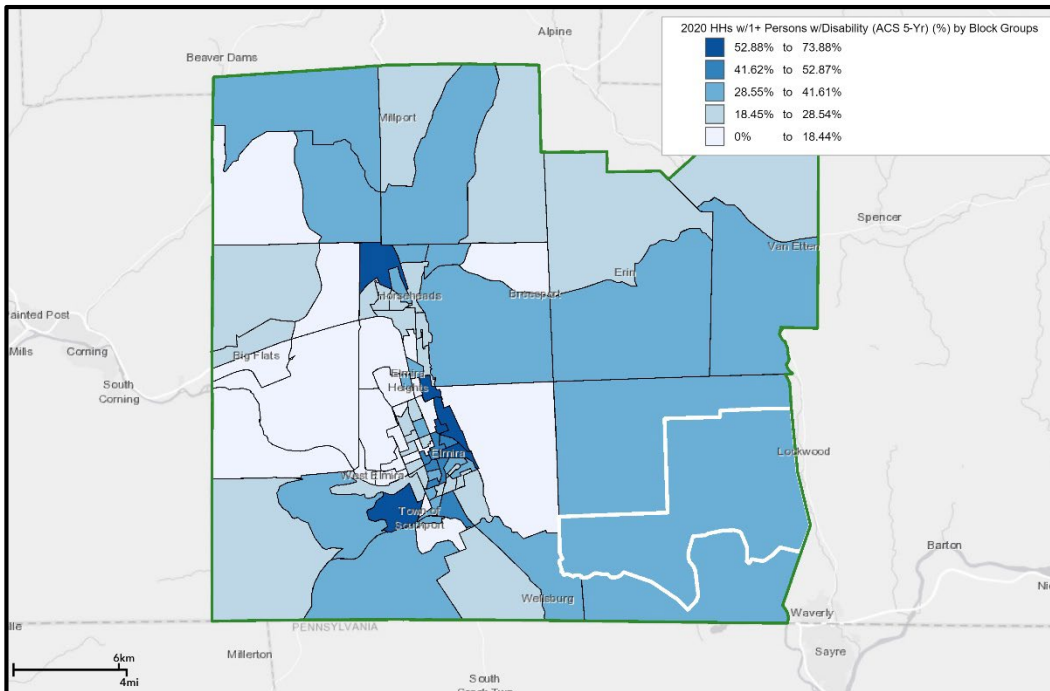 2020 HHs w/1+ Persons w/Disability (ACS 5-Yr) (%) by Block Groups
52.88% to 73.88%
41.62% to 52.87%
28.55% to 41.61%
18.45% to 28.54%
0% to 18.44%
Alpine
Beaver Dams
Millport
Spencer
Van Etten
Erin
Horseheads
Breesport
Painted Post
Mills
Corning
Big Flats
South
Corning
Elmira
Heights
Elmira
Lockwood
West Elmira
Town of
Southport
Barton
Wellsburg
Waverly
PENNSYLVANIA
Millerton
Sayre
6km
4mi
South